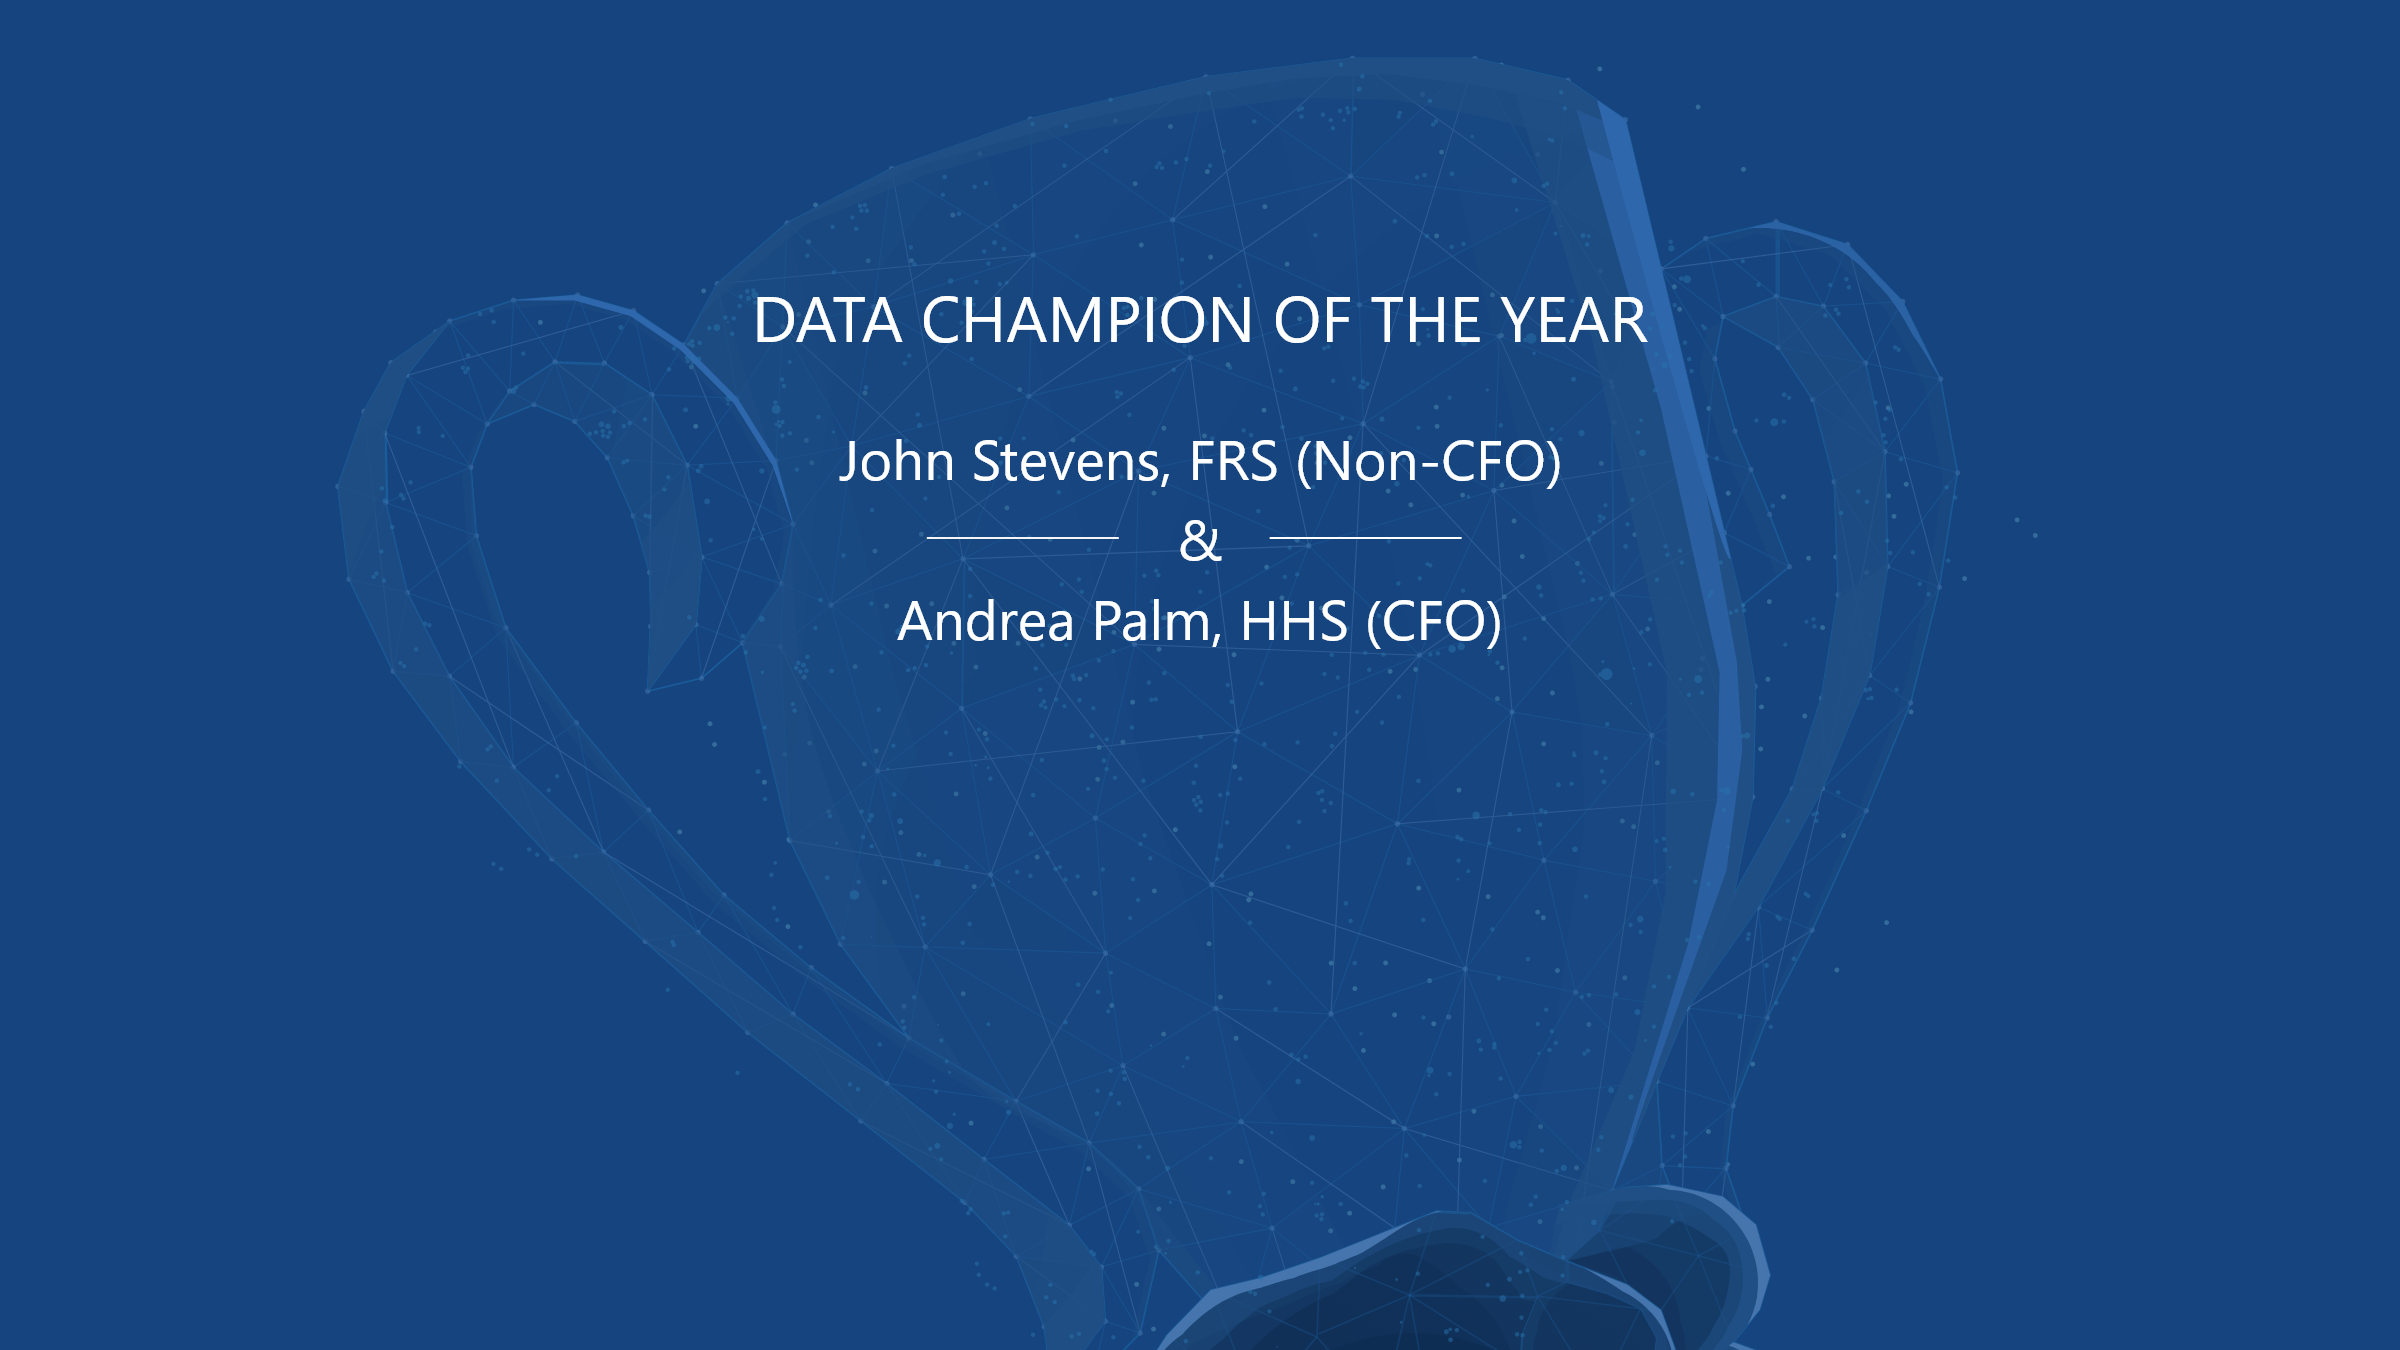 DATA CHAMPION OF THE YEAR
John Stevens, FRS (Non-CFO)
&
Andrea Palm, HHS (CFO)